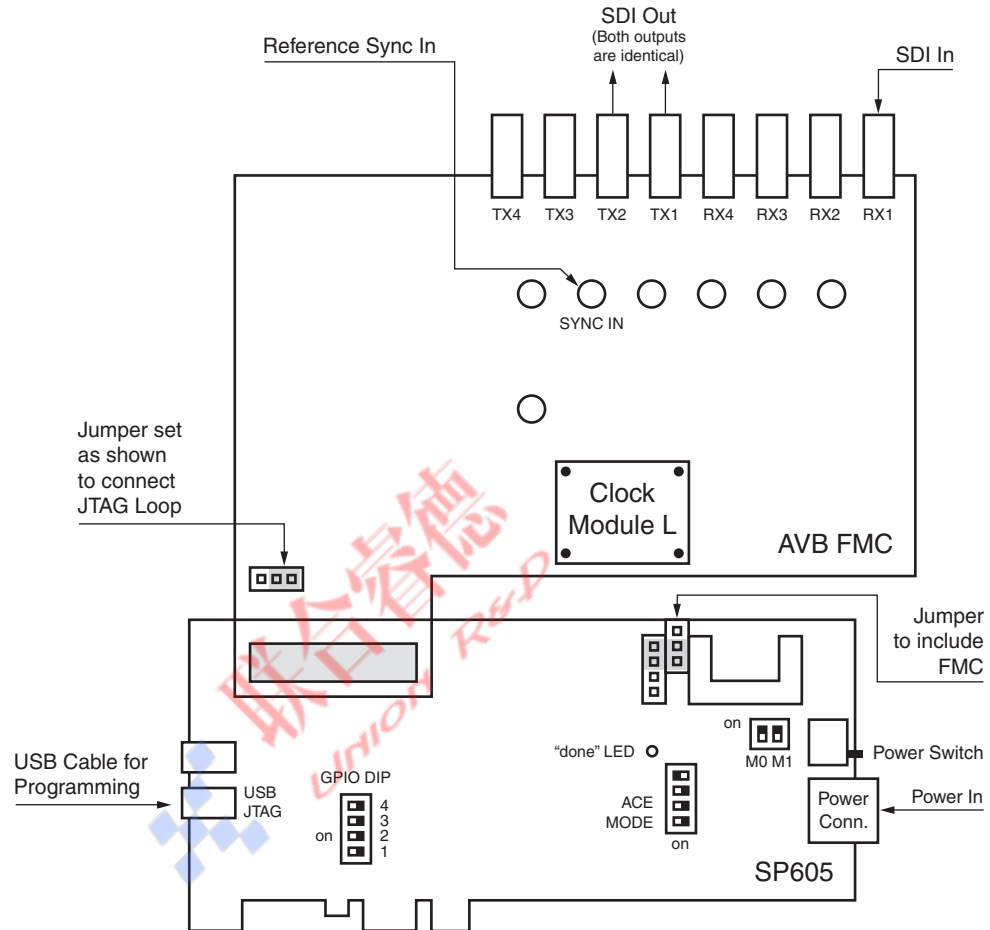 SDI Out
(Both outputs
are identical)
Reference Sync In
SDI In
TX4 TX3 TX2 TX1 RX4 RX3 RX2 RX1
SYNC IN
Jumper set
as shown
to connect
JTAG Loop
Clock
Module L
AVB FMC
联合睿德
UNION R&D
Jumper
to include
FMC
on
M0 M1
"done" LED
Power Switch
USB Cable for
Programming
USB
JTAG
GPIO DIP
4
3
on 2
1
ACE
MODE
on
Power
Conn.
Power In
SP605